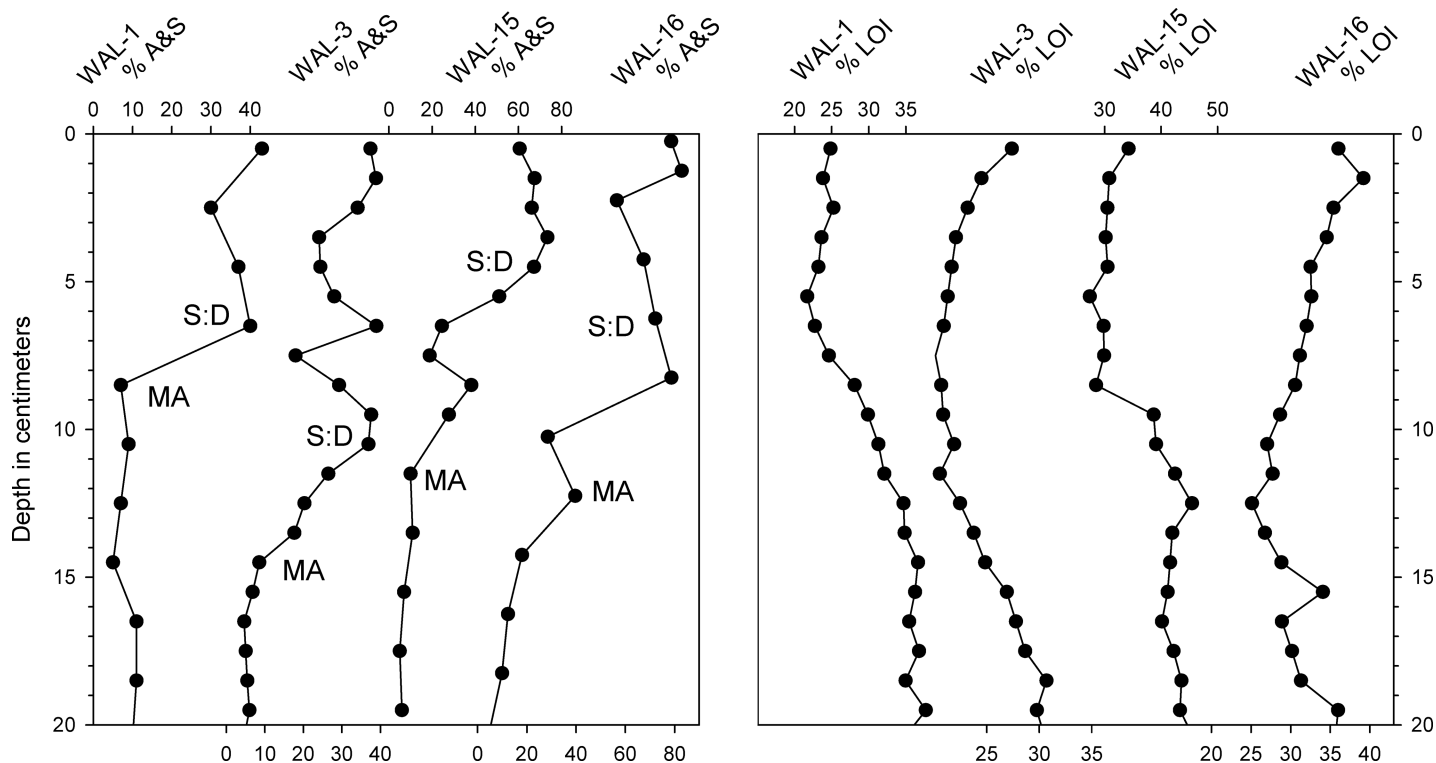 WAL-1
% A&S
WAL-3
% A&S
WAL-15
% A&S
WAL-16
% A&S
WAL-1
% LOI
WAL-3
% LOI
WAL-15
% LOI
WAL-16
% LOI
0 10 30 40
0 20 40 60 80
20 25 30 35
30 40 50
0
5
10
15
20
Depth in centimeters
S:D
MA
S:D
MA
S:D
MA
S:D
MA
0
5
10
15
20
0 10 20 30 40
0 20 40 60 80
25 30 35
20 25 30 35 40